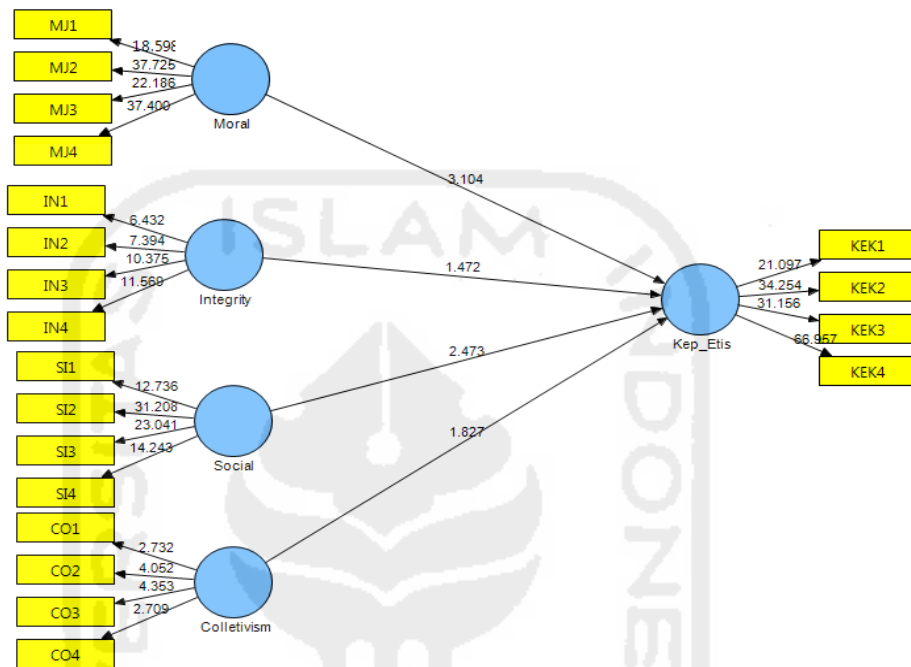 MJ1
18.598
MJ2
37.725
MJ3
22.186
MJ4
37.400
Moral
3.104
IN1
6.432
IN2
7.394
IN3
10.375
IN4
11.569
Integrity
1.472
SI1
12.736
SI2
31.208
SI3
23.041
SI4
14.243
Social
2.473
CO1
2.732
CO2
4.052
CO3
4.353
CO4
2.709
Colletivism
1.827
Kep_Etis
KEK1
21.097
KEK2
34.254
KEK3
31.156
KEK4
ISLAM
INDONE